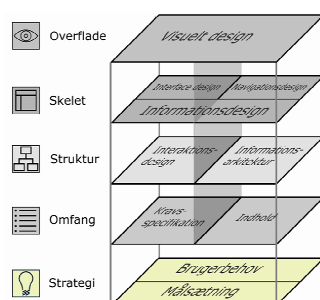 Overflade
Visuelt design
Skelet
Interface design
Navigationsdesign
Informationsdesign
Struktur
Interaktions-
design
Informations-
arkitektur
Omfang
Kravs-
specifikation
Indhold
Strategi
Brugerbehov
Målsætning